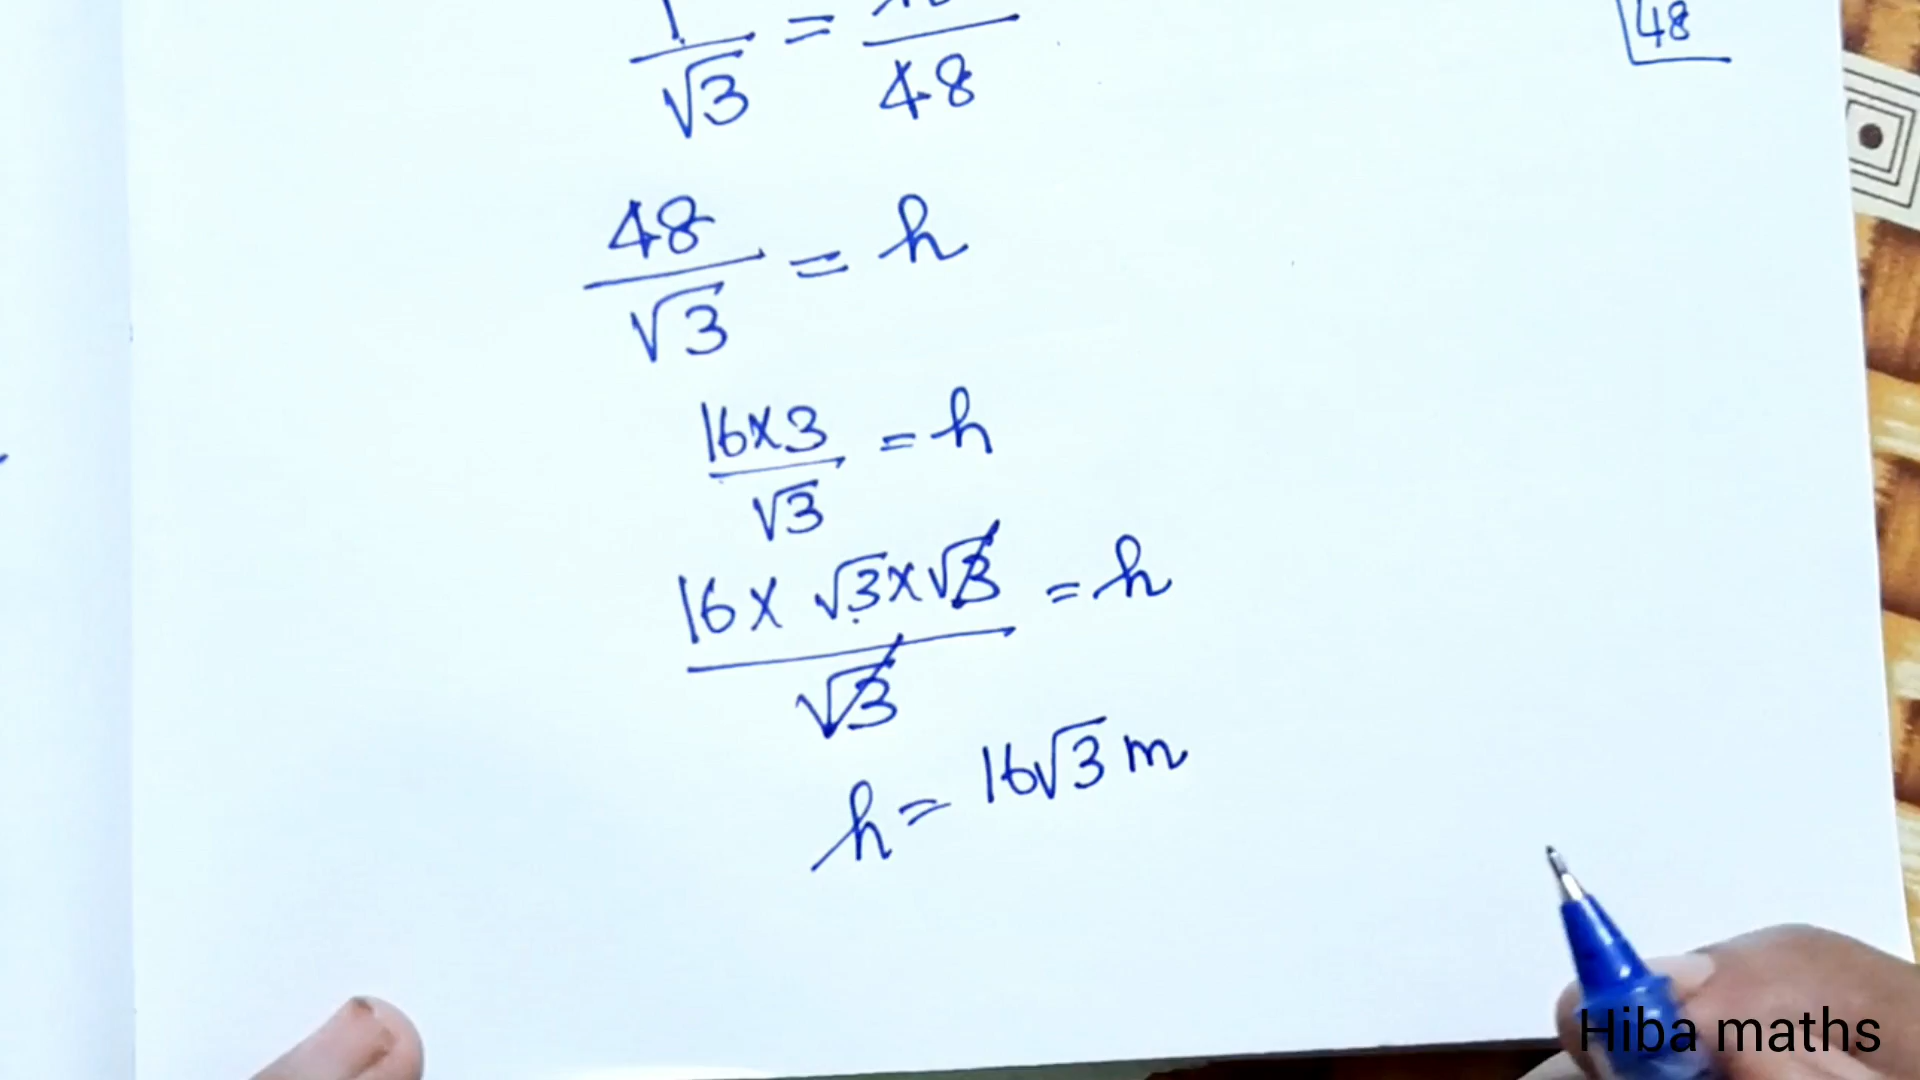 1/√3 = /48
48
48/√3 = h
16×3/√3 = h
16× √3×√3/√3 = h
h = 16√3 m
Hiba maths